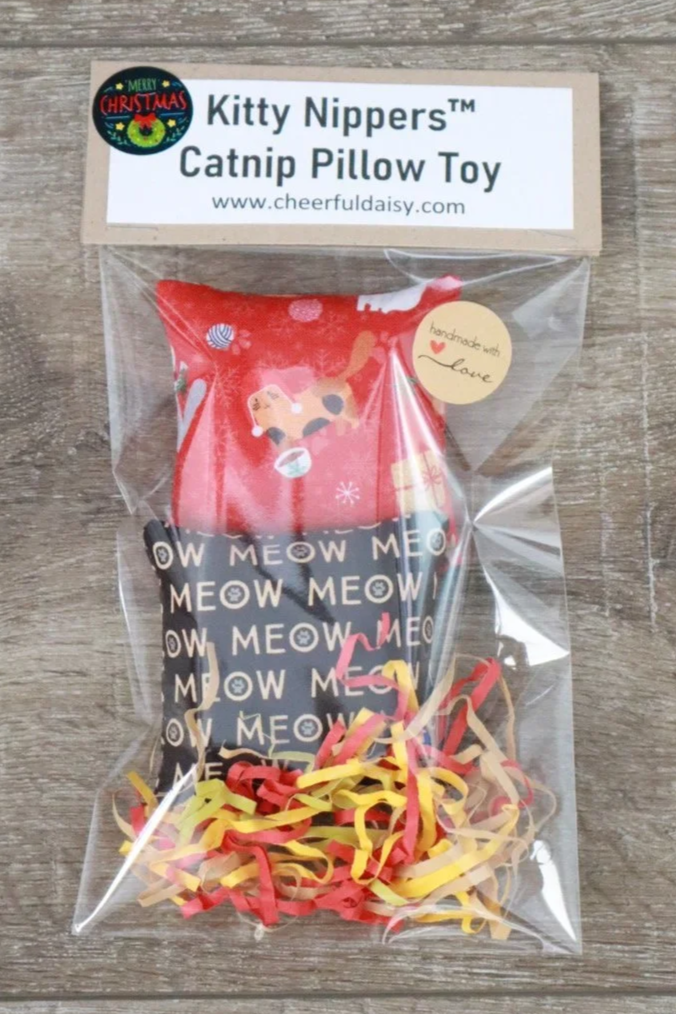 MERRY
CHRISTMAS
Kitty Nippers™
Catnip Pillow Toy
www.cheerfuldaisy.com
handmade with
love
OW MEOW MEO
MEOW MEOW
OW MEOW MEO
MEOW MEOW
OW MEOW
ME